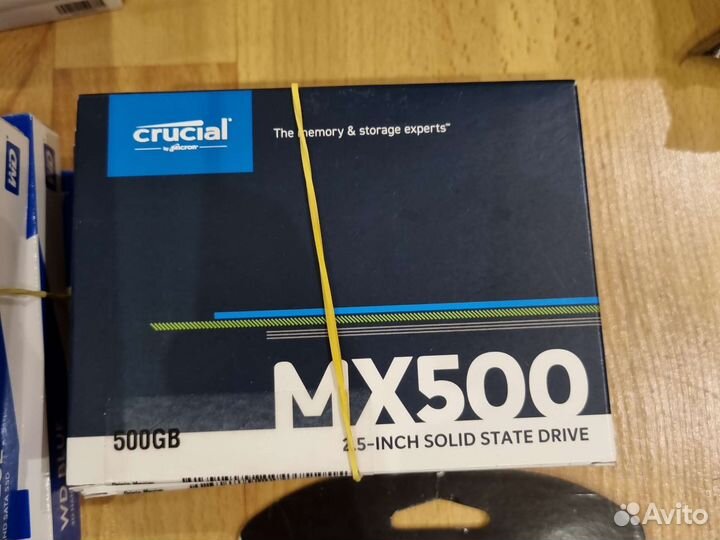 crucial
by Micron
The memory & storage experts™
MX500
500GB
2.5-INCH SOLID STATE DRIVE
WD
WD BLUE
Avito